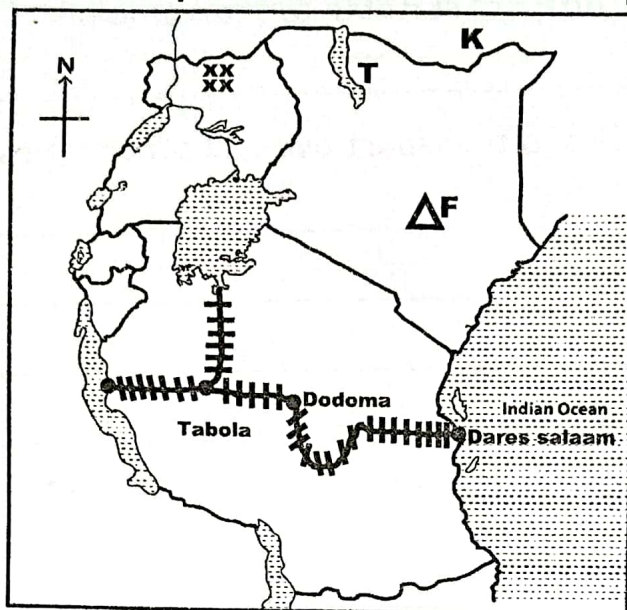 K
xx
xx
N
T
F
Dodoma
Tabola
Indian Ocean
Dares salaam